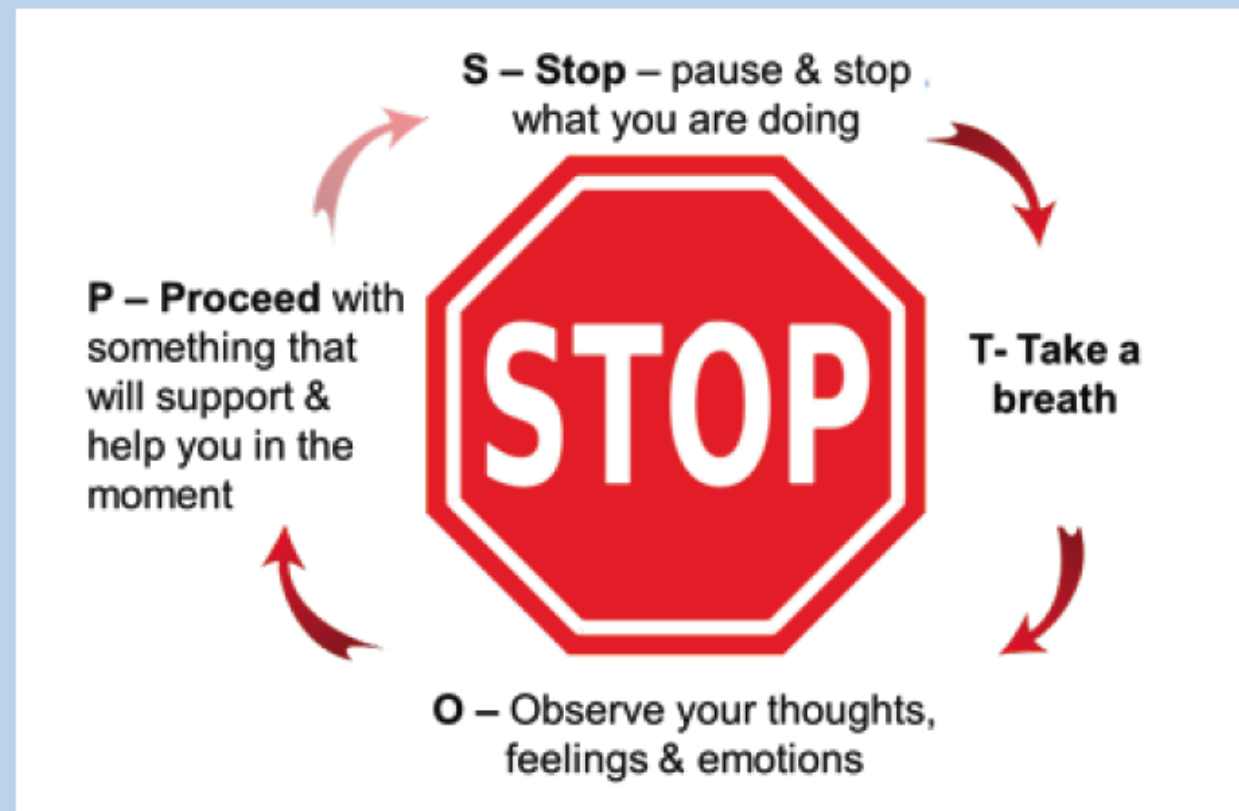 S – Stop – pause & stop
what you are doing
T- Take a
breath
O – Observe your thoughts,
feelings & emotions
P – Proceed with
something that
will support &
help you in the
moment
STOP